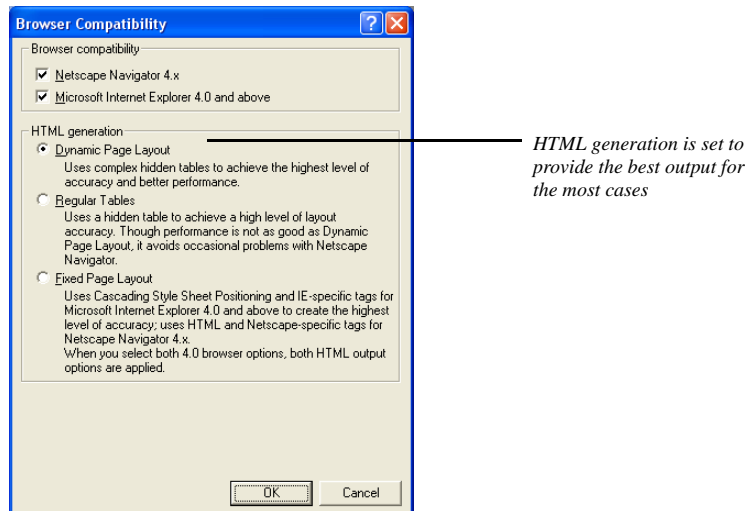 Browser Compatibility
Browser compatibility
Netscape Navigator 4.x
Microsoft Internet Explorer 4.0 and above
HTML generation
Dynamic Page Layout
Uses complex hidden tables to achieve the highest level of
accuracy and better performance.
Regular Tables
Uses a hidden table to achieve a high level of layout
accuracy. Though performance is not as good as Dynamic
Page Layout, it avoids occasional problems with Netscape
Navigator.
Fixed Page Layout
Uses Cascading Style Sheet Positioning and IE-specific tags for
Microsoft Internet Explorer 4.0 and above to create the highest
level of accuracy; uses HTML and Netscape-specific tags for
Netscape Navigator 4.x.
When you select both 4.0 browser options, both HTML output
options are applied.
OK
Cancel
HTML generation is set to
provide the best output for
the most cases